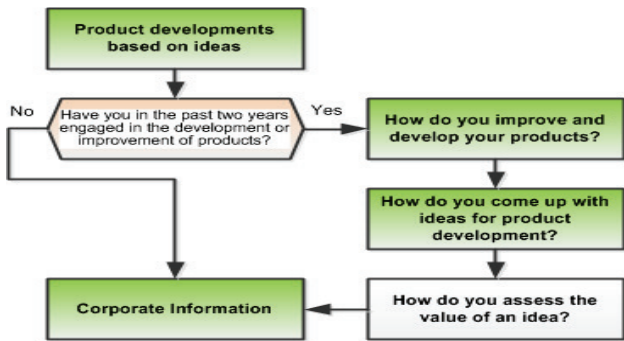 Product developments
based on ideas
No
Have you in the past two years
engaged in the development or
improvement of products?
Yes
How do you improve and
develop your products?
How do you come up with
ideas for product
development?
Corporate Information
How do you assess the
value of an idea?